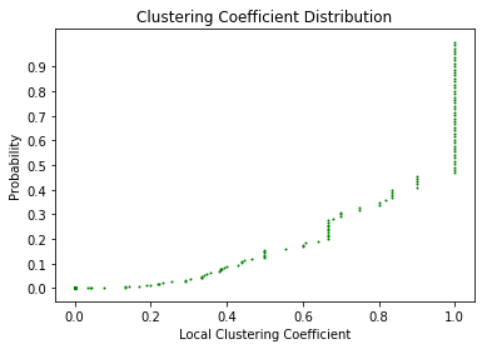 Clustering Coefficient Distribution
0.9
0.8
0.7
0.6
0.5
0.4
0.3
0.2
0.1
0.0
Probability
0.0 0.2 0.4 0.6 0.8 1.0
Local Clustering Coefficient